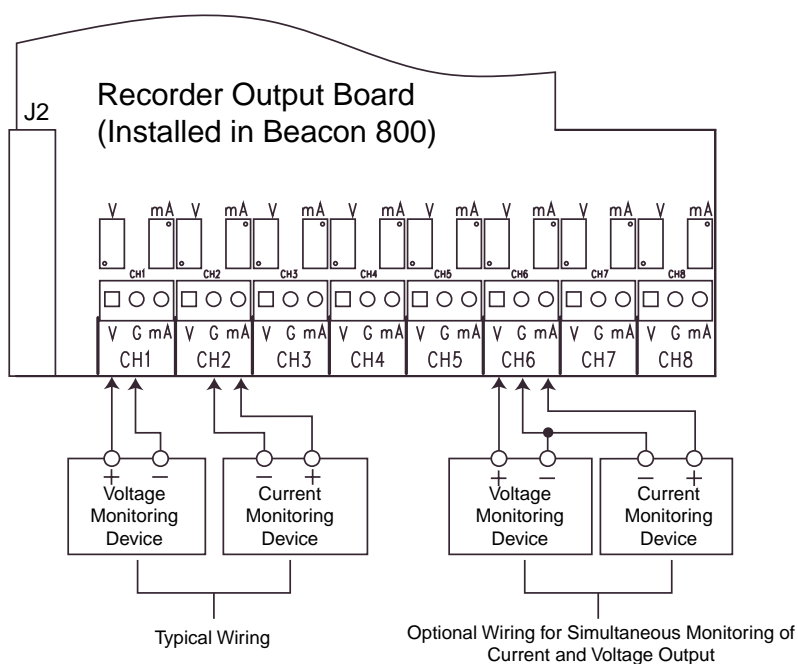 Recorder Output Board
J2
(Installed in Beacon 800)
V mA V mA V mA V mA V mA V mA V mA V mA
CH1 CH2 CH3 CH4 CH5 CH6 CH7 CH8
V G mA V G mA V G mA V G mA V G mA V G mA V G mA V G mA
CH1 CH2 CH3 CH4 CH5 CH6 CH7 CH8
+ − − + + − − +
Voltage Current Voltage Current
Monitoring Monitoring Monitoring Monitoring
Device Device Device Device
Typical Wiring
Optional Wiring for Simultaneous Monitoring of
Current and Voltage Output